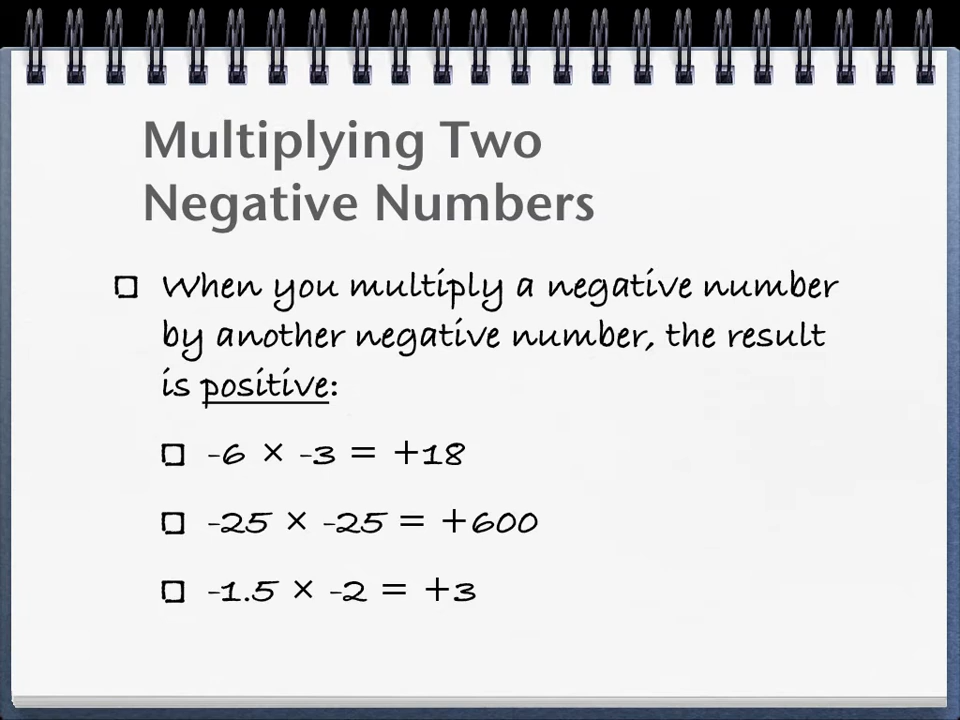 Multiplying Two
Negative Numbers
When you multiply a negative number
by another negative number, the result
is positive:
-6 × -3 = +18
-25 × -25 = +600
-1.5 × -2 = +3